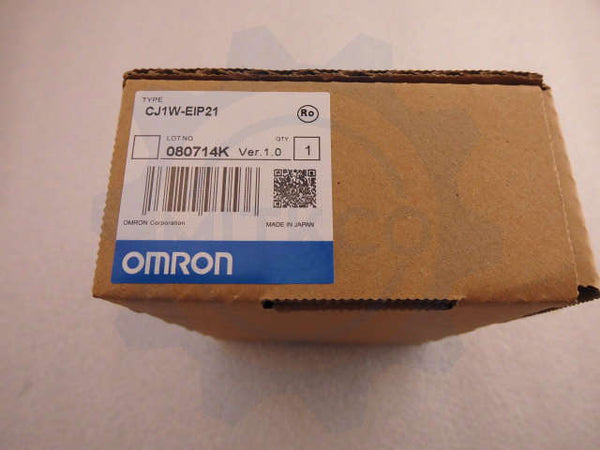 TYPE
CJ1W-EIP21
Ro
LOT.NO.
QTY.
080714K Ver.1.0 1
OMRON Corporation
MADE IN JAPAN
OMRON